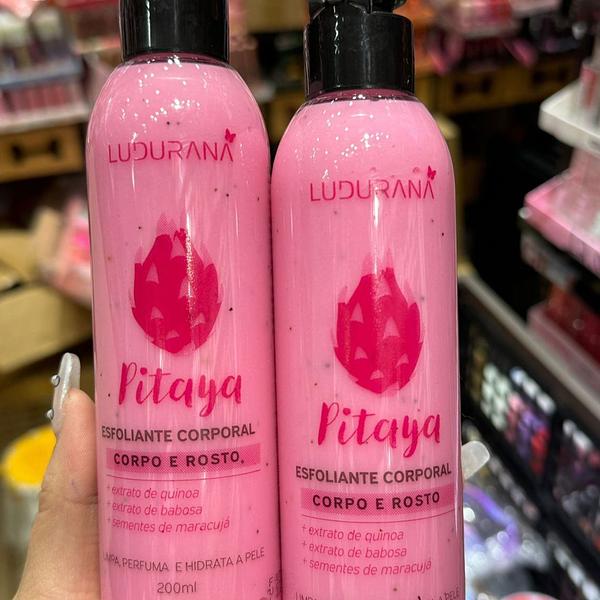 LUDURANA
Pitaya
ESFOLIANTE CORPORAL
CORPO E ROSTO
+ extrato de quinoa
+ extrato de babosa
+ sementes de maracujá
LIMPA, PERFUMA E HIDRATA A PELE
200ml
LUDURANA
Pitaya
ESFOLIANTE CORPORAL
CORPO E ROSTO
+ extrato de quinoa
+ extrato de babosa
+ sementes de maracujá
A PELE